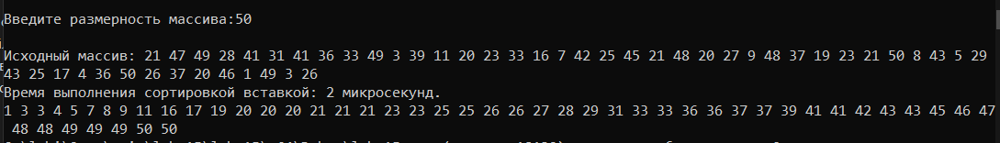 Введите размерность массива:50
Исходный массив: 21 47 49 28 41 31 41 36 33 49 3 39 11 20 23 33 16 7 42 25 45 21 48 20 27 9 48 37 19 23 21 50 8 43 5 29
43 25 17 4 36 50 26 37 20 46 1 49 3 26
Время выполнения сортировкой вставкой: 2 микросекунд.
1 3 3 4 5 7 8 9 11 16 17 19 20 20 20 21 21 21 23 23 25 25 26 26 27 28 29 31 33 33 36 36 37 37 39 41 41 42 43 43 45 46 47
48 48 49 49 49 50 50